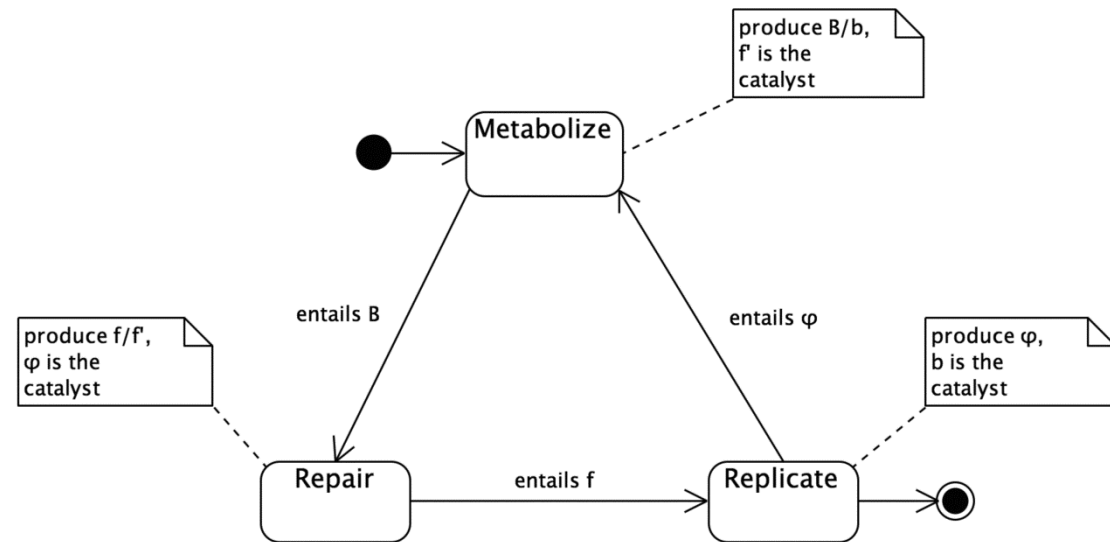 produce B/b,
f' is the
catalyst
Metabolize
entails B
entails φ
produce f/f',
φ is the
catalyst
produce φ,
b is the
catalyst
Repair
entails f
Replicate